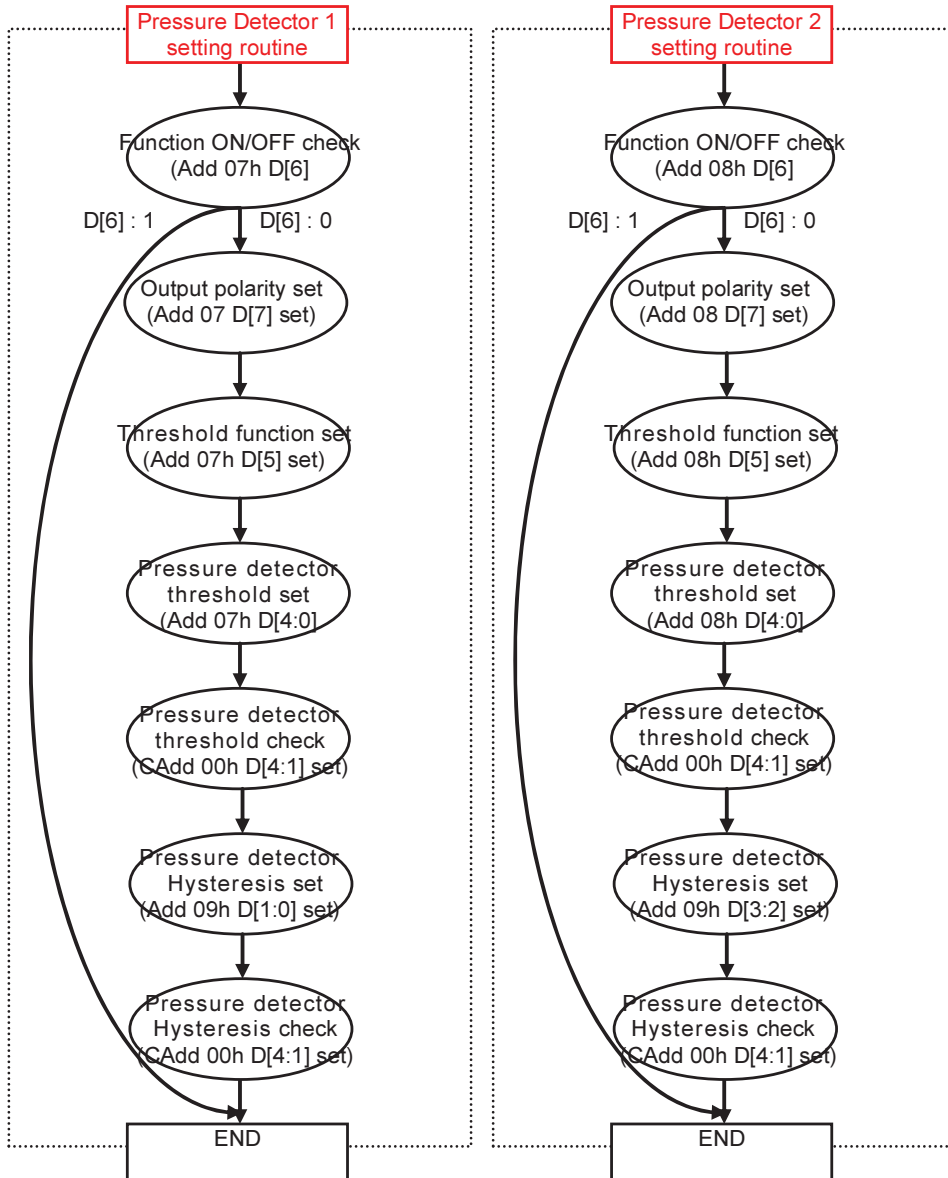 Pressure Detector 1
setting routine
Function ON/OFF check
(Add 07h D[6]
D[6] : 1
D[6] : 0
Output polarity set
(Add 07 D[7] set)
Threshold function set
(Add 07h D[5] set)
Pressure detector
threshold set
(Add 07h D[4:0]
Pressure detector
threshold check
(CAdd 00h D[4:1] set)
Pressure detector
Hysteresis set
(Add 09h D[1:0] set)
Pressure detector
Hysteresis check
(CAdd 00h D[4:1] set)
END
Pressure Detector 2
setting routine
Function ON/OFF check
(Add 08h D[6]
D[6] : 1
D[6] : 0
Output polarity set
(Add 08 D[7] set)
Threshold function set
(Add 08h D[5] set)
Pressure detector
threshold set
(Add 08h D[4:0]
Pressure detector
threshold check
(CAdd 00h D[4:1] set)
Pressure detector
Hysteresis set
(Add 09h D[3:2] set)
Pressure detector
Hysteresis check
(CAdd 00h D[4:1] set)
END